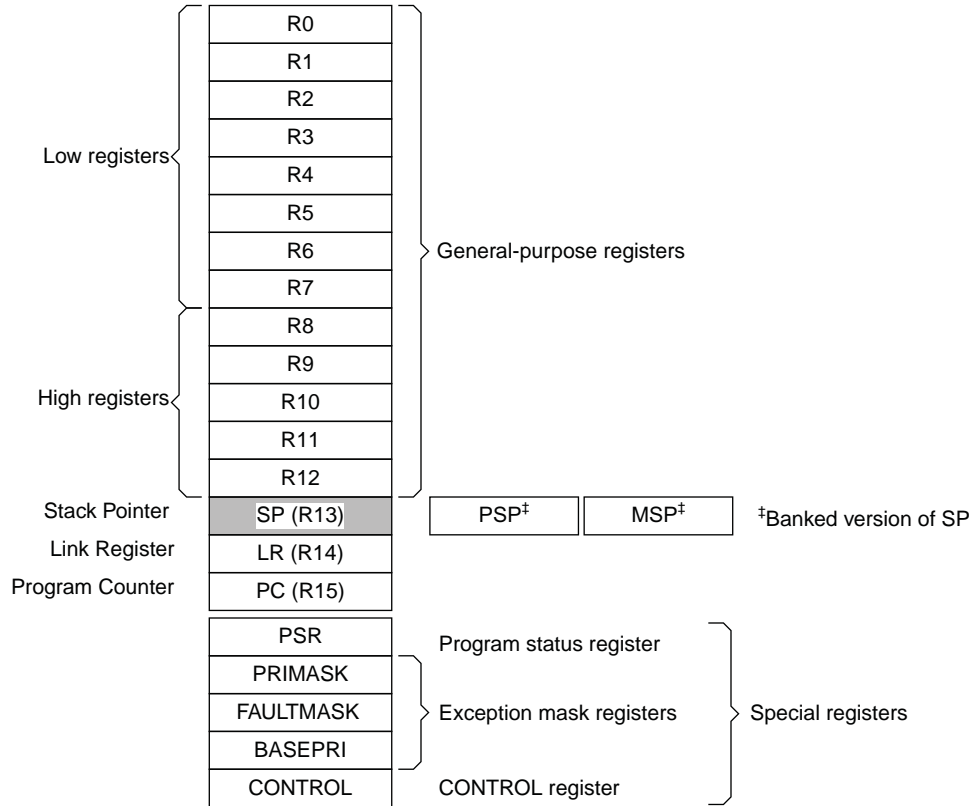 R0
R1
R2
R3
Low registers
R4
R5
R6
General-purpose registers
R7
R8
R9
High registers
R10
R11
R12
Stack Pointer SP (R13) PSP‡ MSP‡ ‡Banked version of SP
Link Register LR (R14)
Program Counter PC (R15)
PSR Program status register
PRIMASK
FAULTMASK Exception mask registers Special registers
BASEPRI
CONTROL CONTROL register